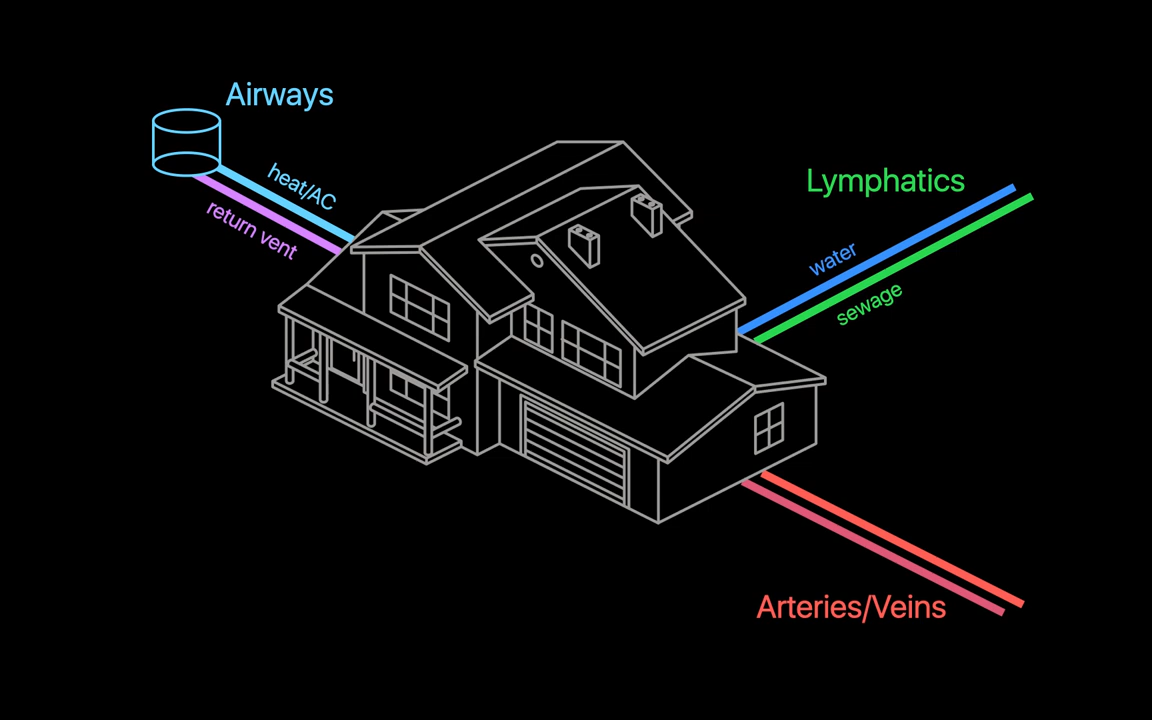 Airways
heat/AC
return vent
Lymphatics
water
sewage
Arteries/Veins